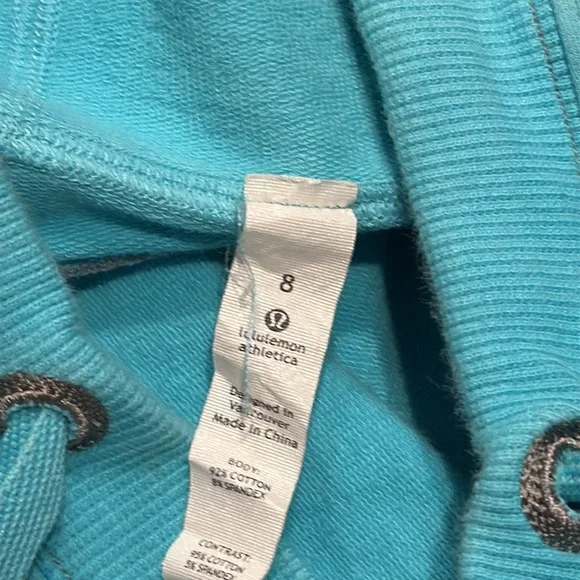 8
lululemon
athletica
Designed in
Vancouver
Made in China
BODY:
92% COTTON
8% SPANDEX
CONTRAST:
95% COTTON
5% SPANDEX